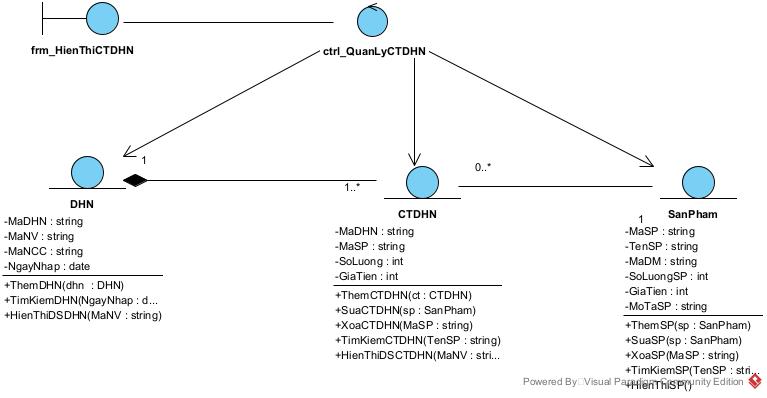 frm_HienThiCTDHN
ctrl_QuanLyCTDHN
1
1..*
0..*
1
DHN
-MaDHN : string
-MaNV : string
-MaNCC : string
-NgayNhap : date
+ThemDHN(dhn : DHN)
+TimKiemDHN(NgayNhap : d...
+HienThiDSDHN(MaNV : string)
CTDHN
-MaDHN : string
-MaSP : string
-SoLuong : int
-GiaTien : int
+ThemCTDHN(ct : CTDHN)
+SuaCTDHN(sp : SanPham)
+XoaCTDHN(MaSP : string)
+TimKiemCTDHN(TenSP : string)
+HienThiDSCTDHN(MaNV : stri...
SanPham
-MaSP : string
-TenSP : string
-MaDM : string
-SoLuongSP : int
-GiaTien : int
-MoTaSP : string
+ThemSP(sp : SanPham)
+SuaSP(sp : SanPham)
+XoaSP(MaSP : string)
+TimKiemSP(TenSP : stri...
+HienThiSP()
Powered By Visual Paradigm Community Edition